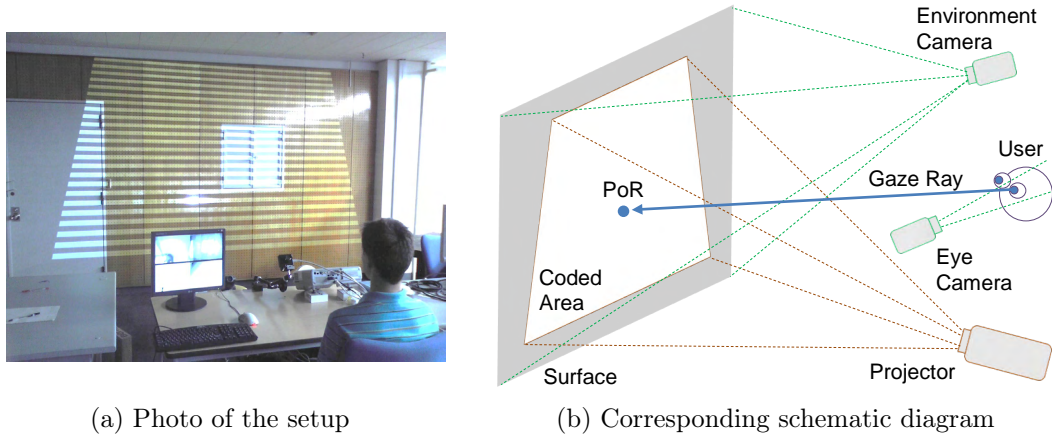 Environment
Camera
User
Gaze Ray
PoR
Eye
Camera
Coded
Area
Projector
Surface
(a) Photo of the setup
(b) Corresponding schematic diagram